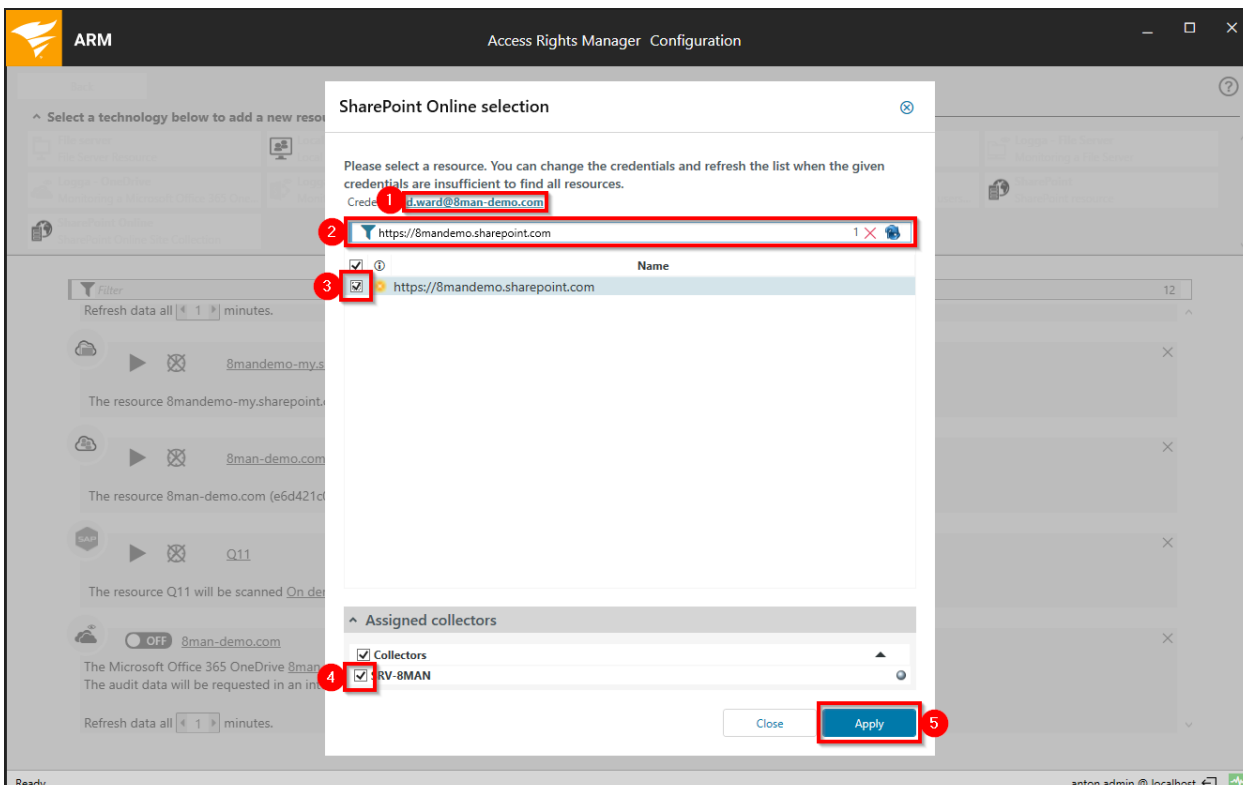 ARM
Access Rights Manager Configuration
Select a technology below to add a new resou
SharePoint Online selection
Please select a resource. You can change the credentials and refresh the list when the given
credentials are insufficient to find all resources.
Crede 1 d.ward@8man-demo.com
2 https://8mandemo.sharepoint.com 1
Name
3 https://8mandemo.sharepoint.com
Filter 12
Refresh data all 1 minutes.
8mandemo-my.s
The resource 8mandemo-my.sharepoint.
8man-demo.com
The resource 8man-demo.com (e6d421c
SAP
Q11
The resource Q11 will be scanned On de
OFF 8man-demo.com
The Microsoft Office 365 OneDrive 8man
The audit data will be requested in an int
Refresh data all 1 minutes.
Assigned collectors
Collectors
4 SRV-8MAN
Close Apply 5
Ready anton admin @ localhost